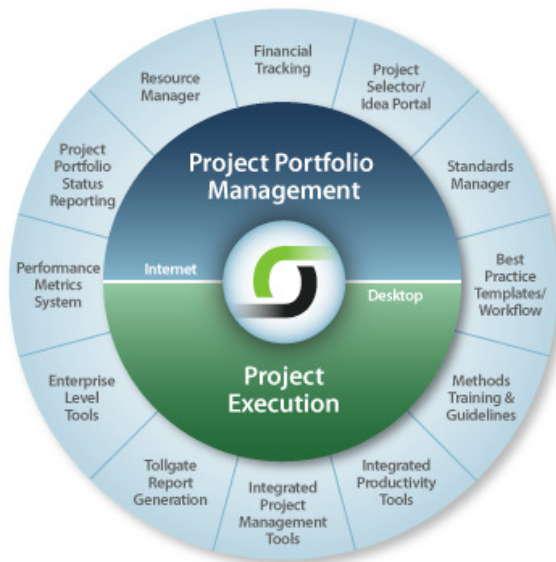 Financial
Tracking
Project
Selector/
Idea Portal
Standards
Manager
Best
Practice
Templates/
Workflow
Methods
Training &
Guidelines
Integrated
Productivity
Tools
Integrated
Project
Management
Tools
Tollgate
Report
Generation
Enterprise
Level
Tools
Performance
Metrics
System
Project
Portfolio
Status
Reporting
Resource
Manager
Project Portfolio
Management
Internet
Desktop
Project
Execution